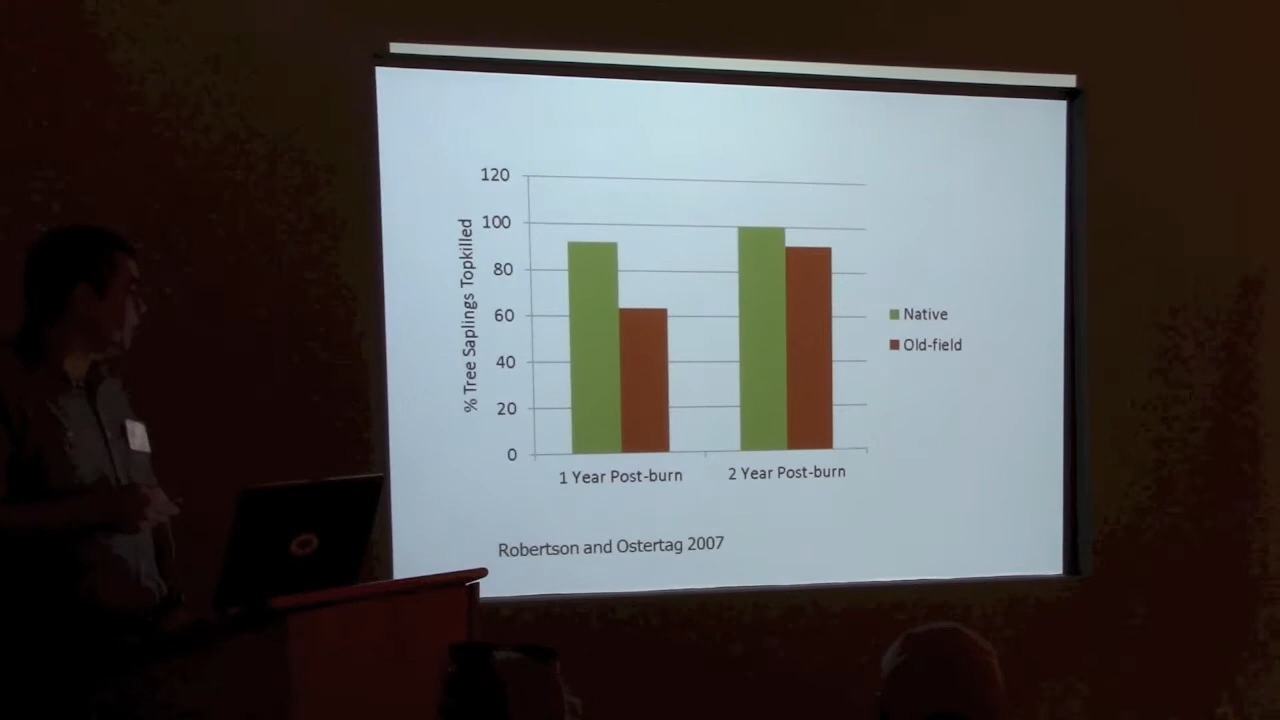 120
100
80
60
40
20
0
% Tree Saplings Topkilled
1 Year Post-burn
2 Year Post-burn
Native
Old-field
Robertson and Ostertag 2007